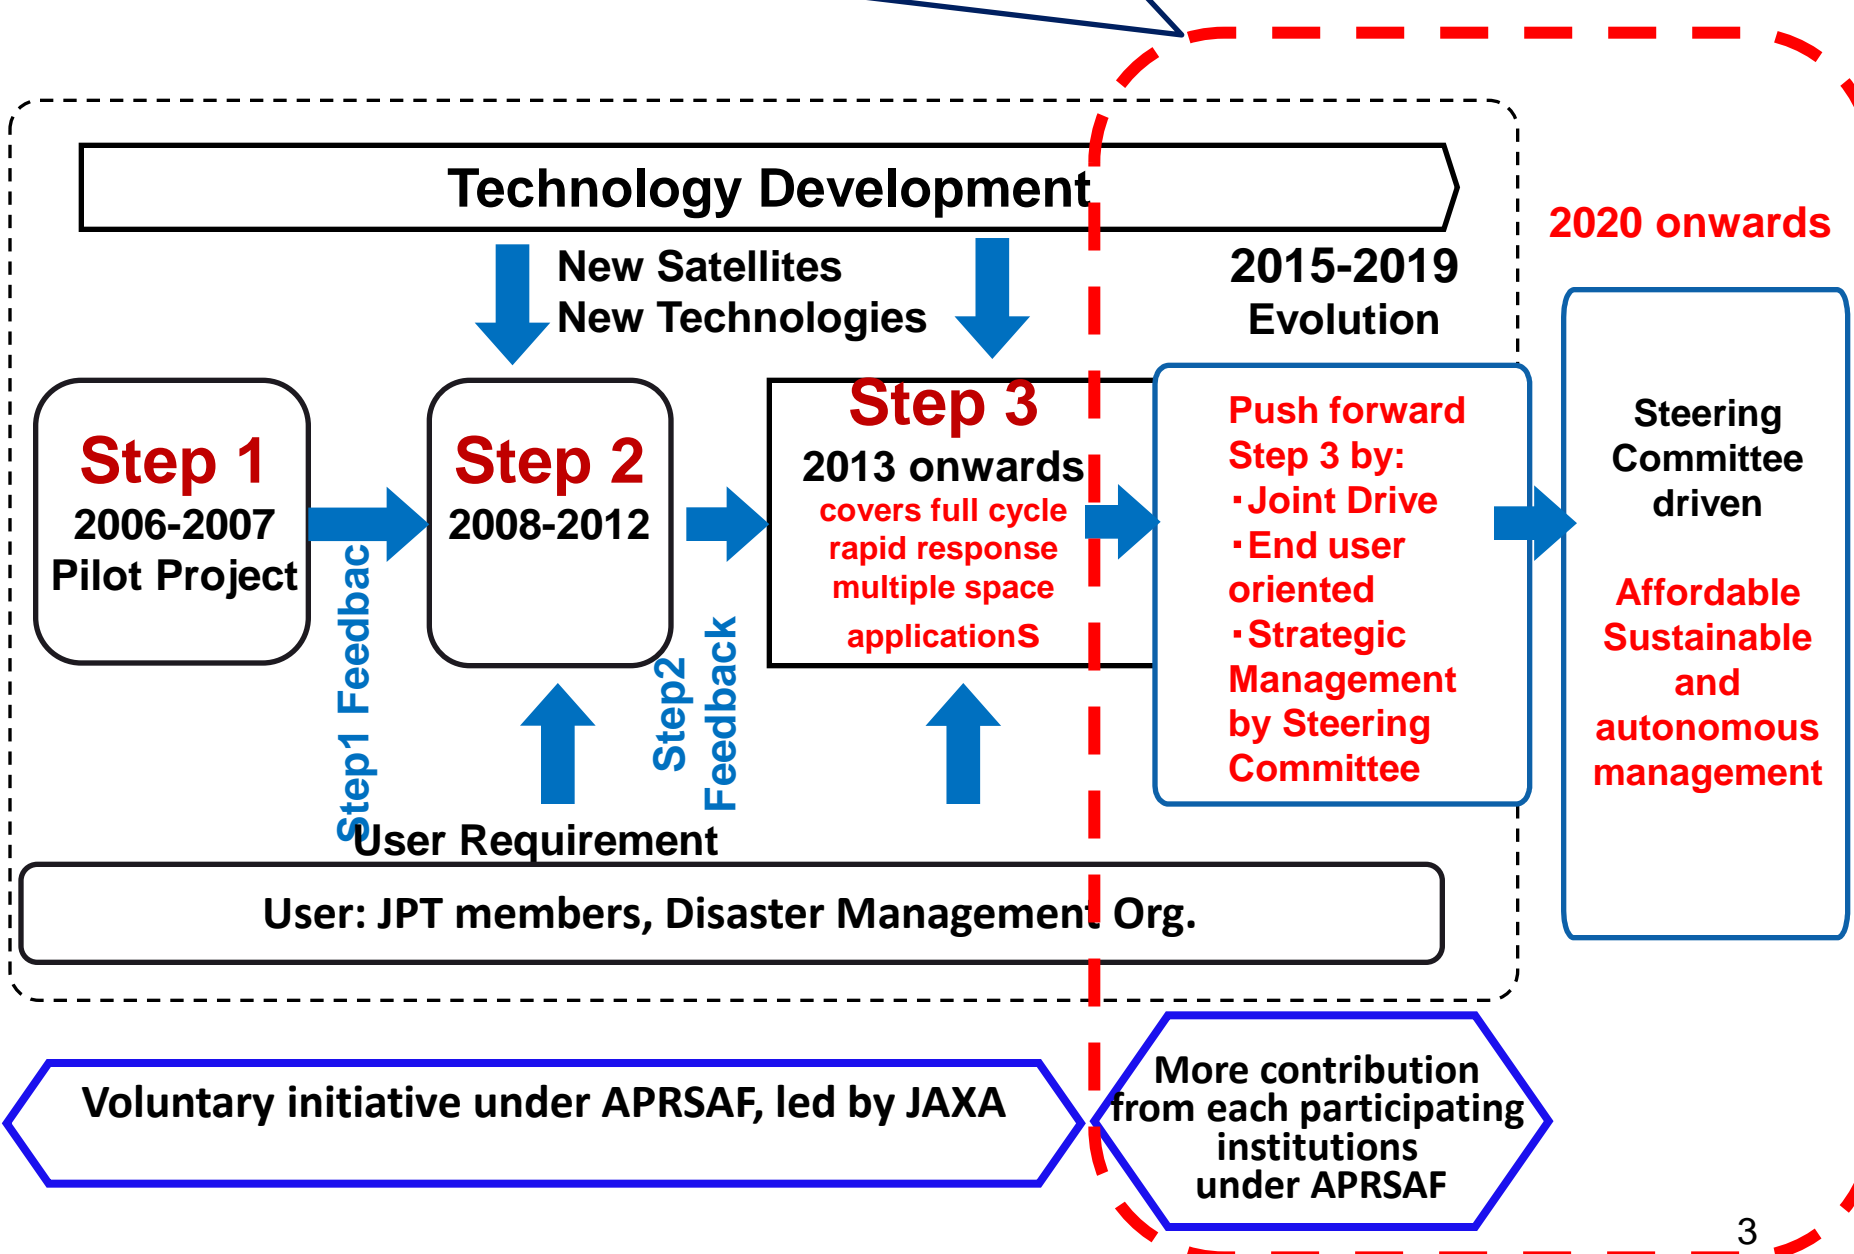 Technology Development
2020 onwards
New Satellites
New Technologies
2015-2019
Evolution
Step 1
2006-2007
Pilot Project
Step1 Feedbac
Step 2
2008-2012
Step2
Feedback
Step 3
2013 onwards
covers full cycle
rapid response
multiple space
applications
Push forward
Step 3 by:
・Joint Drive
・End user
oriented
・Strategic
Management
by Steering
Committee
Steering
Committee
driven
Affordable
Sustainable
and
autonomous
management
User Requirement
User: JPT members, Disaster Management Org.
Voluntary initiative under APRSAF, led by JAXA
More contribution
from each participating
institutions
under APRSAF
3